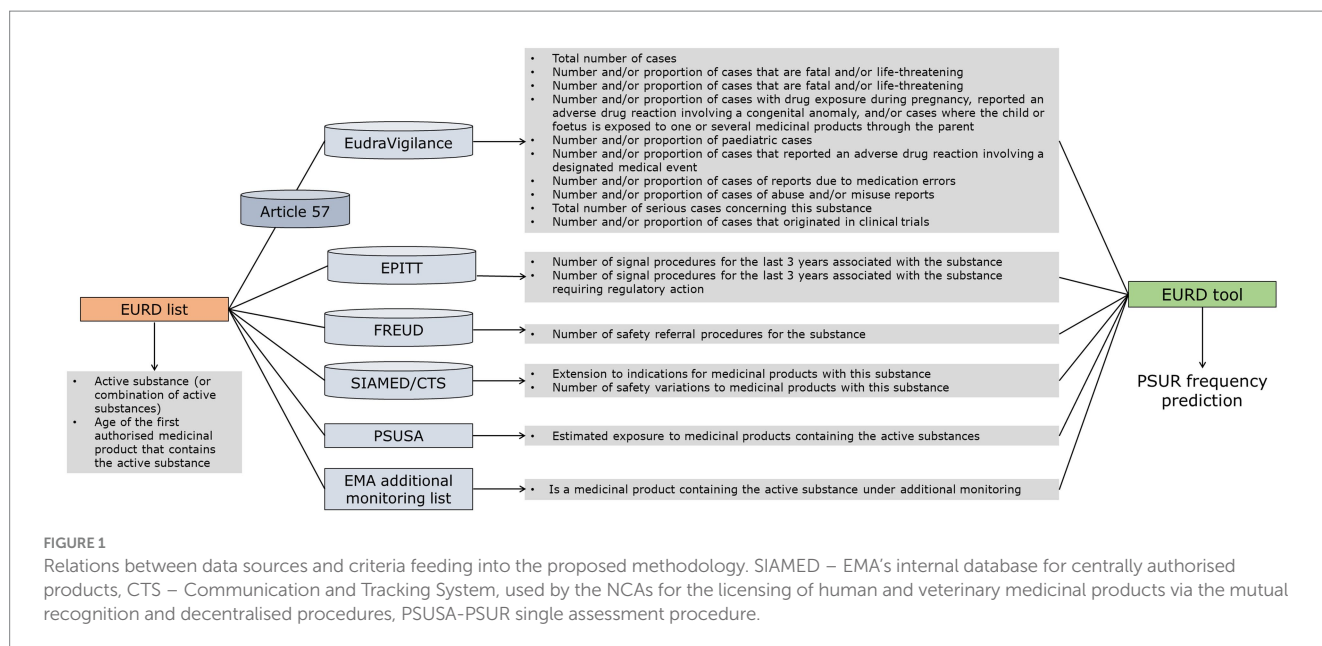 • Total number of cases
• Number and/or proportion of cases that are fatal and/or life-threatening
• Number and/or proportion of cases that are fatal and/or life-threatening
• Number and/or proportion of cases with drug exposure during pregnancy, reported an
adverse drug reaction involving a congenital anomaly, and/or cases where the child or
foetus is exposed to one or several medicinal products through the parent
• Number and/or proportion of paediatric cases
• Number and/or proportion of cases that reported an adverse drug reaction involving a
designated medical event
• Number and/or proportion of cases of reports due to medication errors
• Number and/or proportion of cases of abuse and/or misuse reports
• Total number of serious cases concerning this substance
• Number and/or proportion of cases that originated in clinical trials
EudraVigilance
Article 57
EPITT
• Number of signal procedures for the last 3 years associated with the substance
• Number of signal procedures for the last 3 years associated with the substance
requiring regulatory action
EURD list
EURD tool
FREUD
• Number of safety referral procedures for the substance
• Active substance (or
combination of active
substances)
• Age of the first
authorised medicinal
product that contains
the active substance
SIAMED/CTS
• Extension to indications for medicinal products with this substance
• Number of safety variations to medicinal products with this substance
PSUR frequency
prediction
PSUSA
• Estimated exposure to medicinal products containing the active substances
EMA additional
monitoring list
• Is a medicinal product containing the active substance under additional monitoring
FIGURE 1
Relations between data sources and criteria feeding into the proposed methodology. SIAMED – EMA's internal database for centrally authorised
products, CTS – Communication and Tracking System, used by the NCAs for the licensing of human and veterinary medicinal products via the mutual
recognition and decentralised procedures, PSUSA-PSUR single assessment procedure.